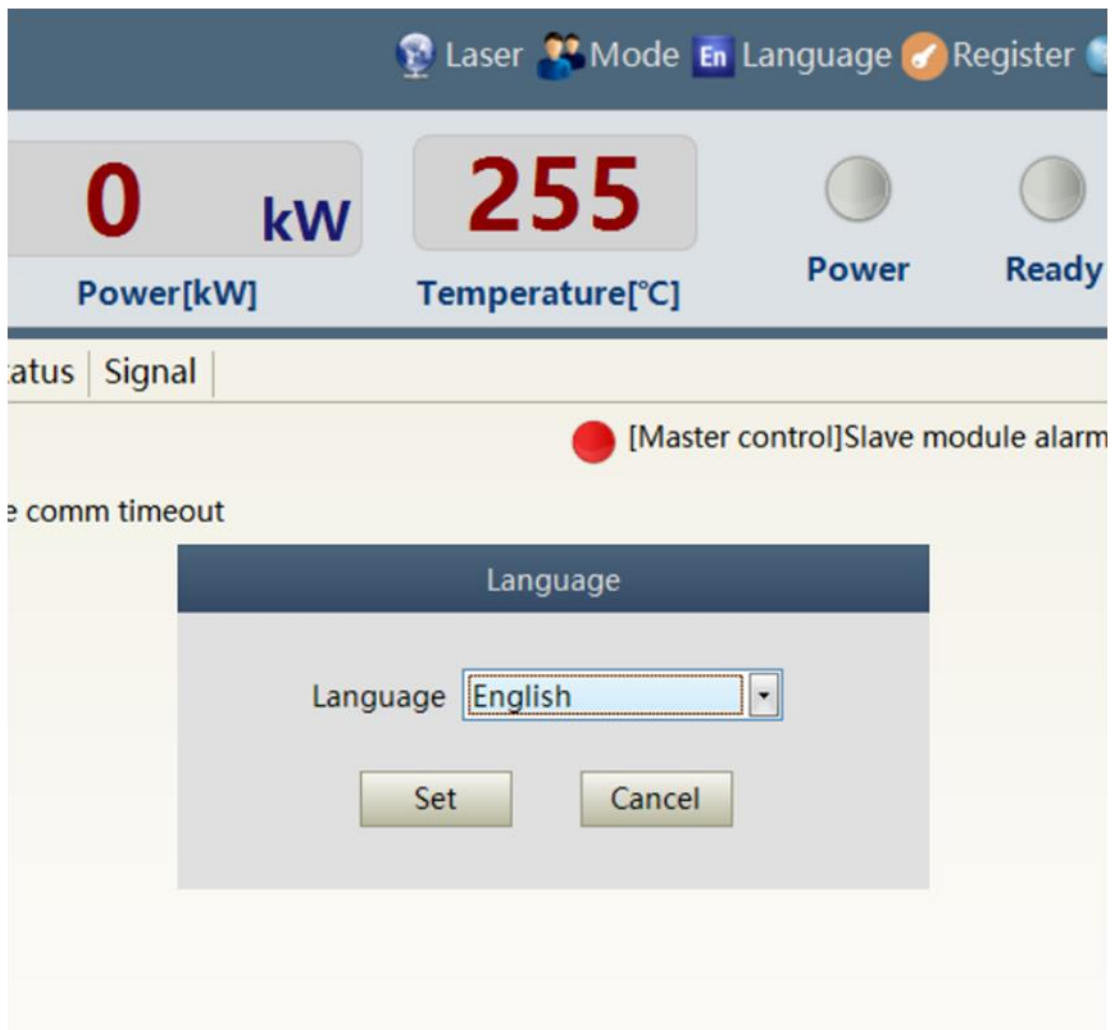 Laser Mode En Language Register
0 kW 255
Power[kW] Temperature[°C] Power Ready
atus Signal
[Master control]Slave module alarm
e comm timeout
Language
Language English
Set Cancel